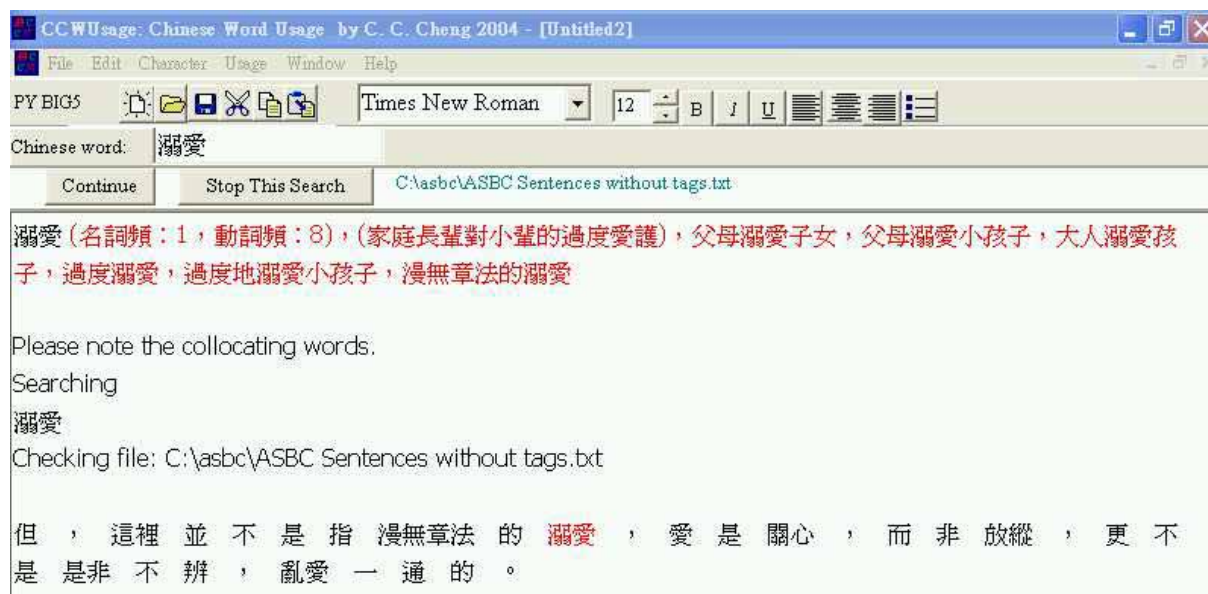 CCWUsage: Chinese Word Usage by C. C. Cheng 2004 - [Untitled2]
File Edit Character Usage Window Help
PY BIG5 Times New Roman 12 B I U
Chinese word: 溺愛
Continue Stop This Search C:\asbc\ASBC Sentences without tags.txt
溺愛 (名詞頻：1，動詞頻：8)，(家庭長輩對小輩的過度愛護)，父母溺愛子女，父母溺愛小孩子，大人溺愛孩
子，過度溺愛，過度地溺愛小孩子，漫無章法的溺愛
Please note the collocating words.
Searching
溺愛
Checking file: C:\asbc\ASBC Sentences without tags.txt
但 ， 這裡 並 不 是 指 漫無章法 的 溺愛 ， 愛 是 關心 ， 而 非 放縱 ， 更 不
是 是非 不 辨 ， 亂愛 一 通 的 。